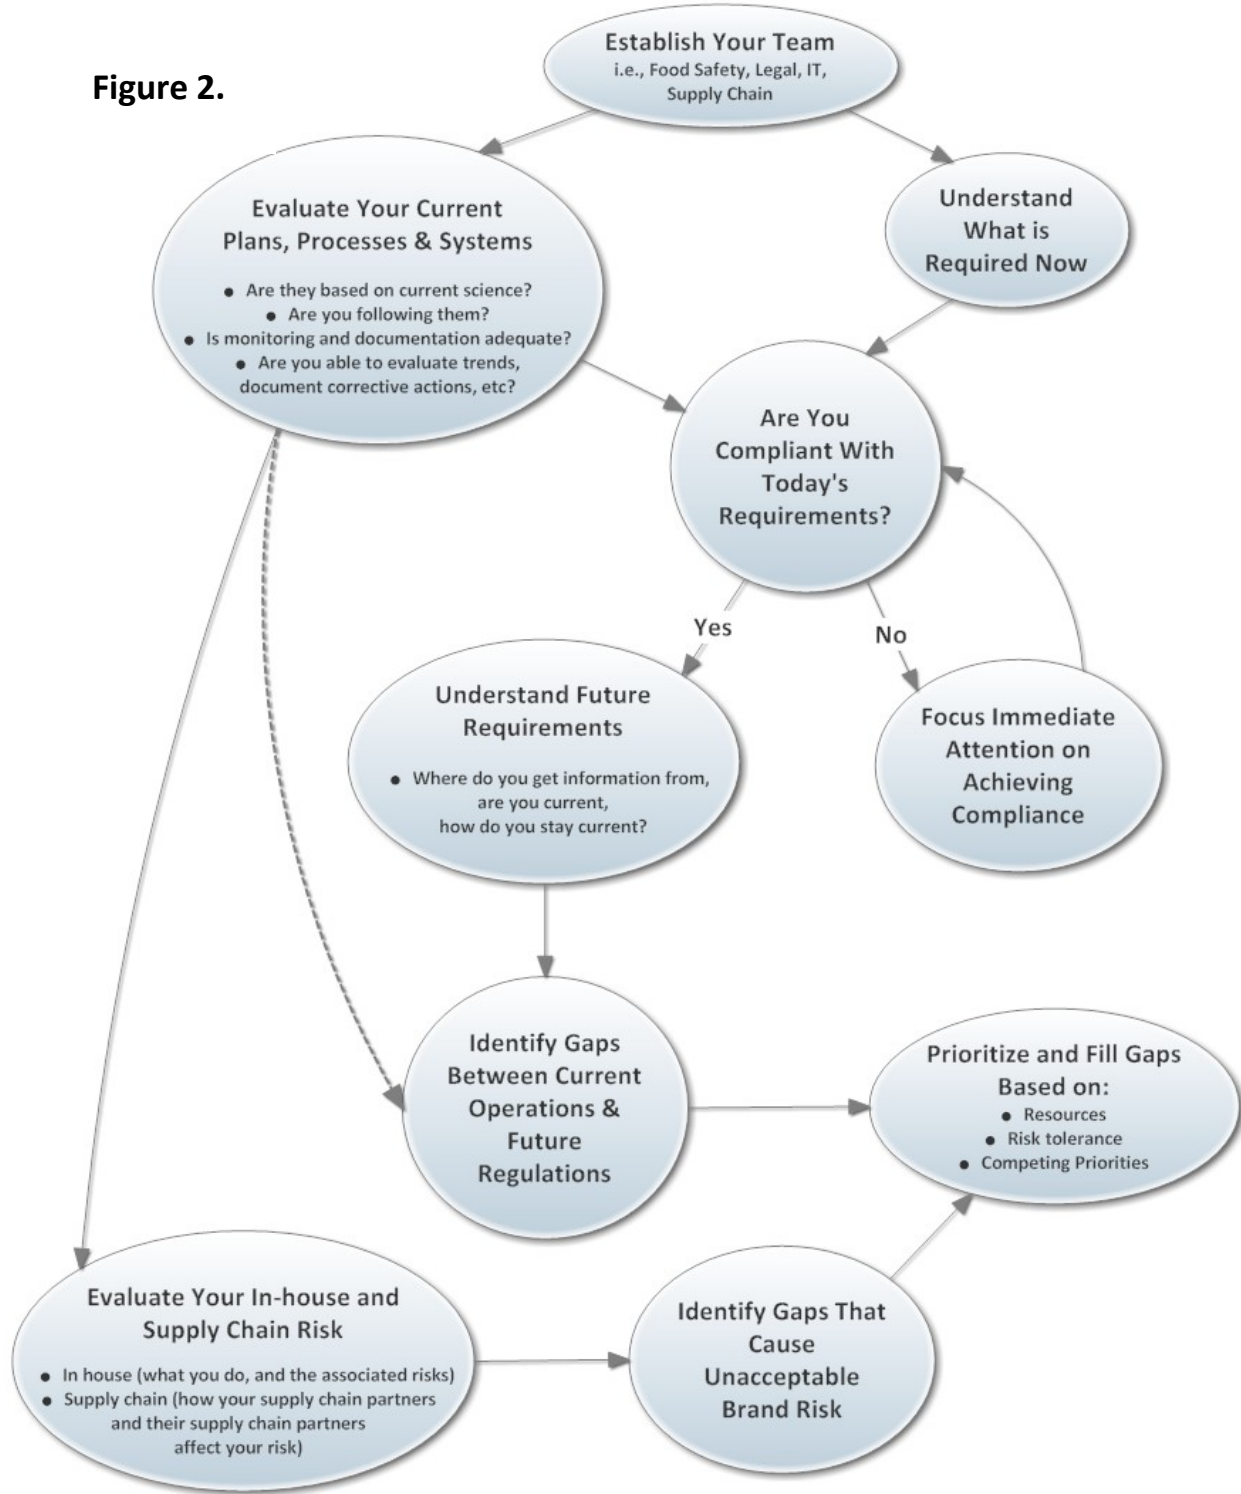 Figure 2.
Establish Your Team
i.e., Food Safety, Legal, IT,
Supply Chain
Evaluate Your Current
Plans, Processes & Systems
● Are they based on current science?
● Are you following them?
● Is monitoring and documentation adequate?
● Are you able to evaluate trends,
document corrective actions, etc?
Understand
What is
Required Now
Are You
Compliant With
Today's
Requirements?
Yes
No
Understand Future
Requirements
● Where do you get information from,
are you current,
how do you stay current?
Focus Immediate
Attention on
Achieving
Compliance
Identify Gaps
Between Current
Operations &
Future
Regulations
Prioritize and Fill Gaps
Based on:
● Resources
● Risk tolerance
● Competing Priorities
Evaluate Your In-house and
Supply Chain Risk
● In house (what you do, and the associated risks)
● Supply chain (how your supply chain partners
and their supply chain partners
affect your risk)
Identify Gaps That
Cause
Unacceptable
Brand Risk